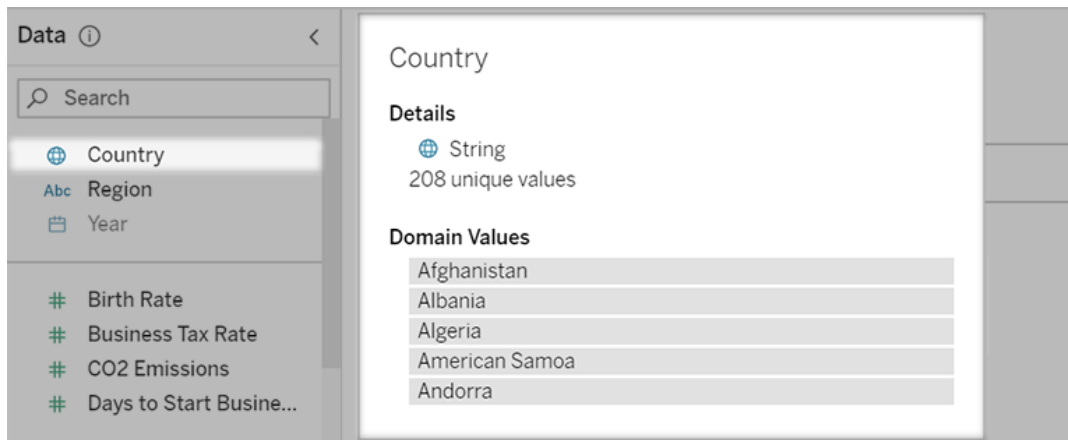 Data
Search
Country
Abc Region
Year
# Birth Rate
# Business Tax Rate
# CO2 Emissions
# Days to Start Busine...
Country
Details
String
208 unique values
Domain Values
Afghanistan
Albania
Algeria
American Samoa
Andorra